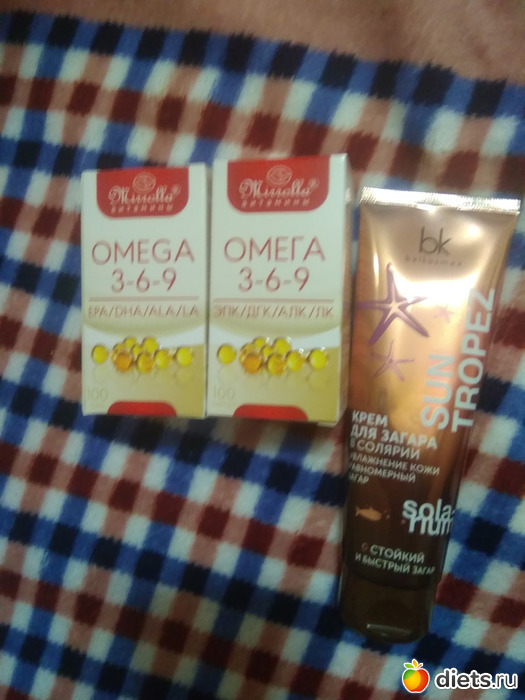 Mirrolla®
ВИТАМИНЫ
OMEGA
3-6-9
EPA/DHA/ALA/LA
100
Mirrolla®
ВИТАМИНЫ
ОМЕГА
3-6-9
ЭПК/ДГК/АЛК/ЛК
100
bk
belkosmex
SUN
TROPEZ
КРЕМ
ДЛЯ ЗАГАРА
В СОЛЯРИИ
УВЛАЖНЕНИЕ КОЖИ
РАВНОМЕРНЫЙ
ЗАГАР
sola-
rium
СТОЙКИЙ
И БЫСТРЫЙ ЗАГАР
diets.ru